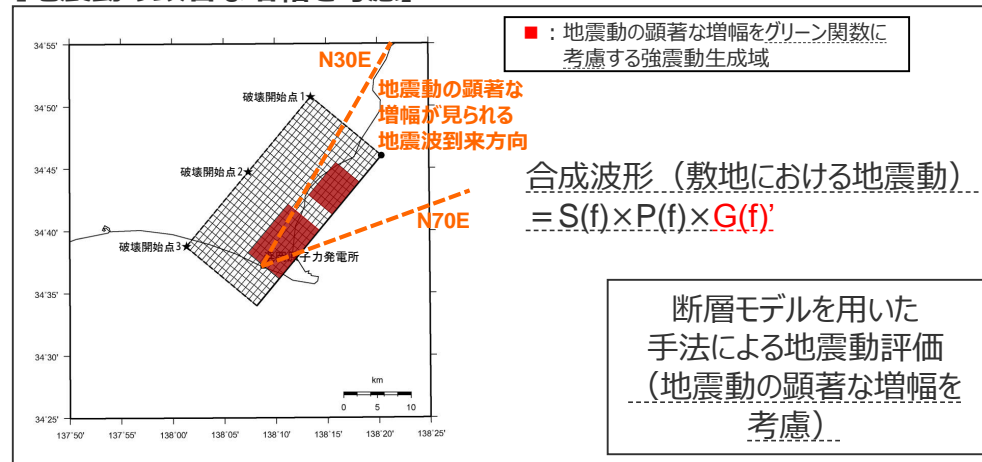 ■：地震動の顕著な増幅をグリーン関数に
考慮する強震動生成域
34˚55'
34˚50'
34˚45'
34˚40'
34˚35'
34˚30'
34˚25'
N30E
地震動の顕著な
増幅が見られる
地震波到来方向
破壊開始点1
破壊開始点2
破壊開始点3
N70E
子力発電所
km
0 5 10
137˚50' 137˚55' 138˚00' 138˚05' 138˚10' 138˚15' 138˚20' 138˚25'
合成波形（敷地における地震動）
＝S(f)×P(f)×G(f)’
断層モデルを用いた
手法による地震動評価
（地震動の顕著な増幅を
考慮）